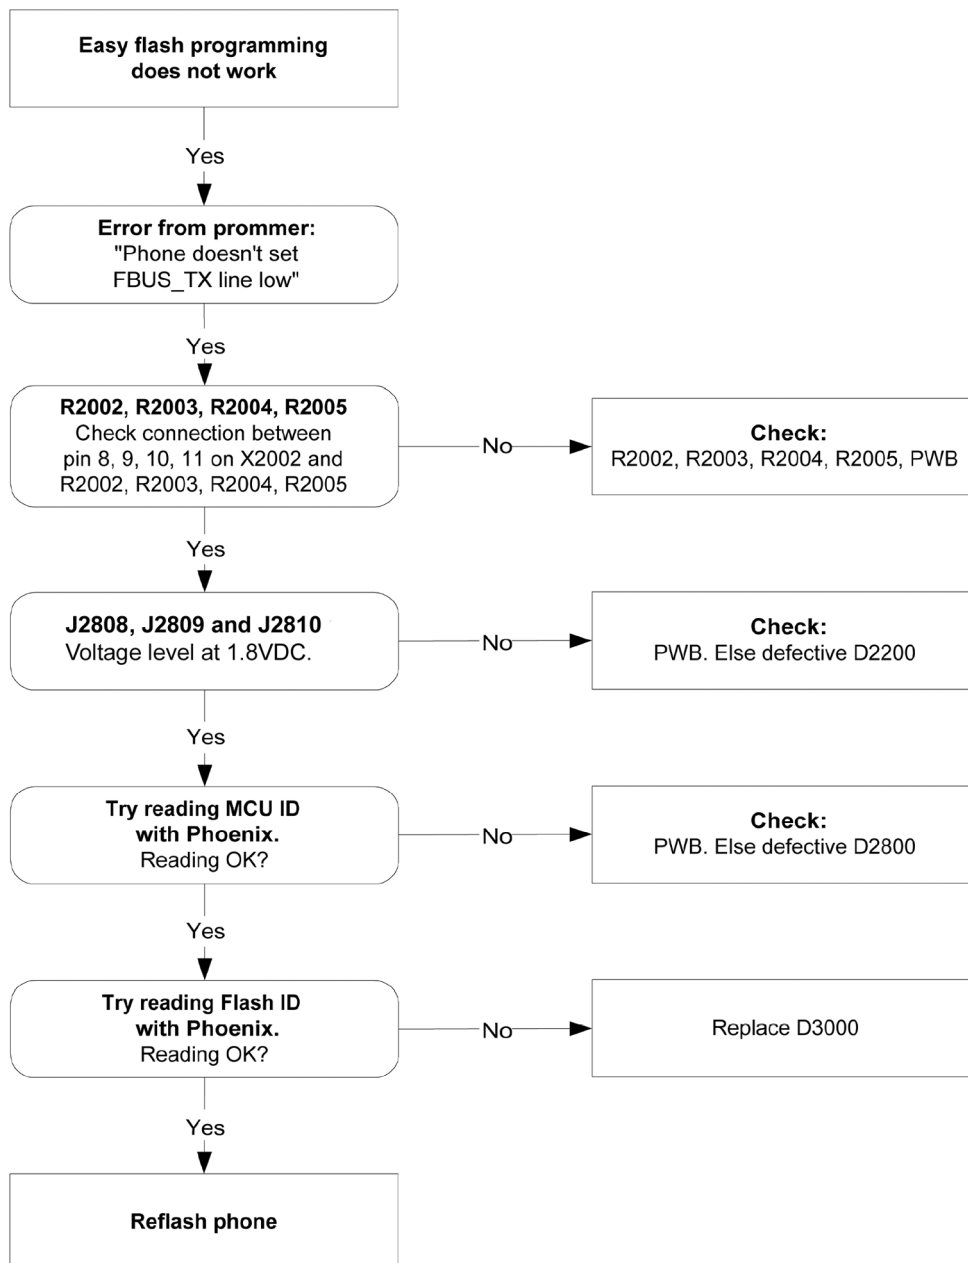 Easy flash programming
does not work
Yes
Error from prommer:
"Phone doesn't set
FBUS_TX line low"
Yes
R2002, R2003, R2004, R2005
Check connection between
pin 8, 9, 10, 11 on X2002 and
R2002, R2003, R2004, R2005
No
Check:
R2002, R2003, R2004, R2005, PWB
Yes
J2808, J2809 and J2810
Voltage level at 1.8VDC.
No
Check:
PWB. Else defective D2200
Yes
Try reading MCU ID
with Phoenix.
Reading OK?
No
Check:
PWB. Else defective D2800
Yes
Try reading Flash ID
with Phoenix.
Reading OK?
No
Replace D3000
Yes
Reflash phone